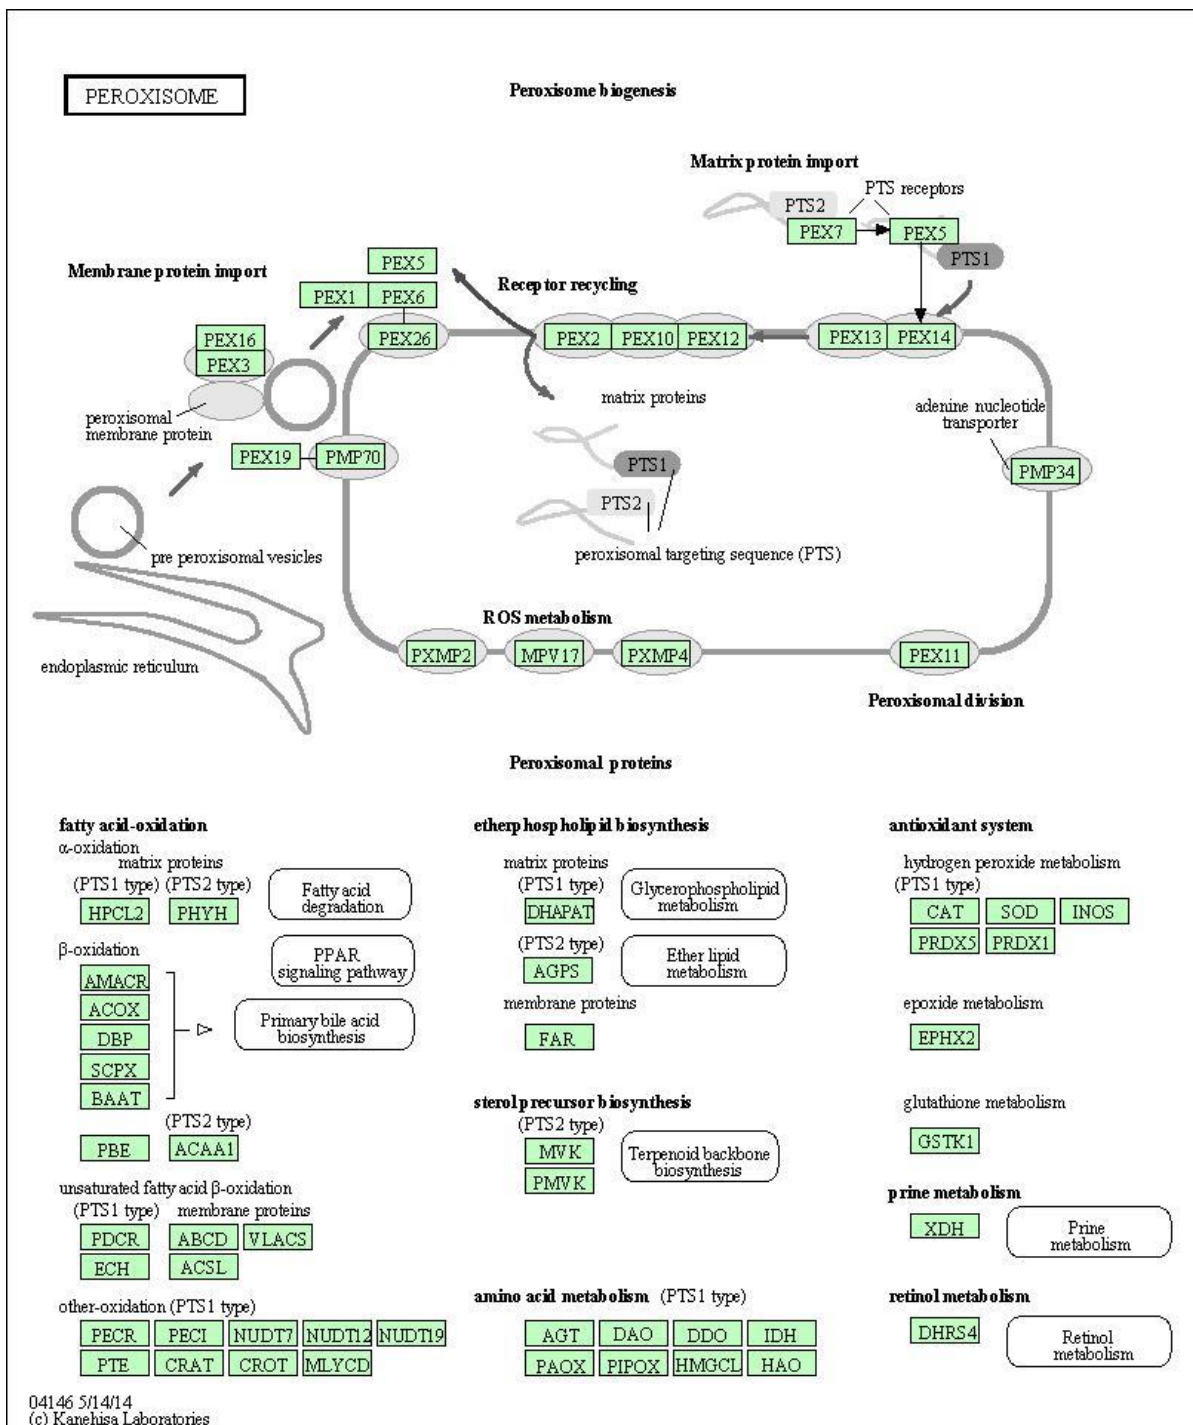 PEROXISOME
Peroxisome biogenesis
Matrix protein import
PTS receptors
PTS2
PEX7
PEX5
PTS1
Membrane protein import
PEX5
Receptor recycling
PEX1
PEX6
PEX16
PEX3
PEX26
PEX2
PEX10
PEX12
PEX13
PEX14
matrix proteins
peroxisomal
membrane protein
adenine nucleotide
transporter
PEX19
PMP70
PTS1
PMP34
PTS2
pre peroxisomal vesicles
peroxisomal targeting sequence (PTS)
ROS metabolism
endoplasmic reticulum
PXMP2
MPV17
PXMP4
PEX11
Peroxisomal division
Peroxisomal proteins
fatty acid-oxidation
α-oxidation
matrix proteins
(PTS1 type) (PTS2 type)
HPCL2
PHYH
Fatty acid
degradation
β-oxidation
PPAR
signaling pathway
AMACR
ACOX
DBP
SCPX
BAAT
Primary bile acid
biosynthesis
(PTS2 type)
PBE
ACAA1
unsaturated fatty acid β-oxidation
(PTS1 type) membrane proteins
PDCR
ABCD
VLACS
ECH
ACSL
other-oxidation (PTS1 type)
PECR
PECI
NUDT7
NUDT12
NUDT19
PTE
CRAT
CROT
MLYCD
etherphospholipid biosynthesis
matrix proteins
(PTS1 type)
DHAPAT
Glycerophospholipid
metabolism
(PTS2 type)
AGPS
Ether lipid
metabolism
membrane proteins
FAR
sterol precursor biosynthesis
(PTS2 type)
MVK
PMVK
Terpenoid backbone
biosynthesis
amino acid metabolism (PTS1 type)
AGT
DAO
DDO
IDH
PAOX
PIPOX
HMGCL
HAO
antioxidant system
hydrogen peroxide metabolism
(PTS1 type)
CAT
SOD
INOS
PRDX5
PRDX1
epoxide metabolism
EPHX2
glutathione metabolism
GSTK1
prine metabolism
XDH
Prine
metabolism
retinol metabolism
DHRS4
Retinol
metabolism
04146 5/14/14
(c) Kanehisa Laboratories